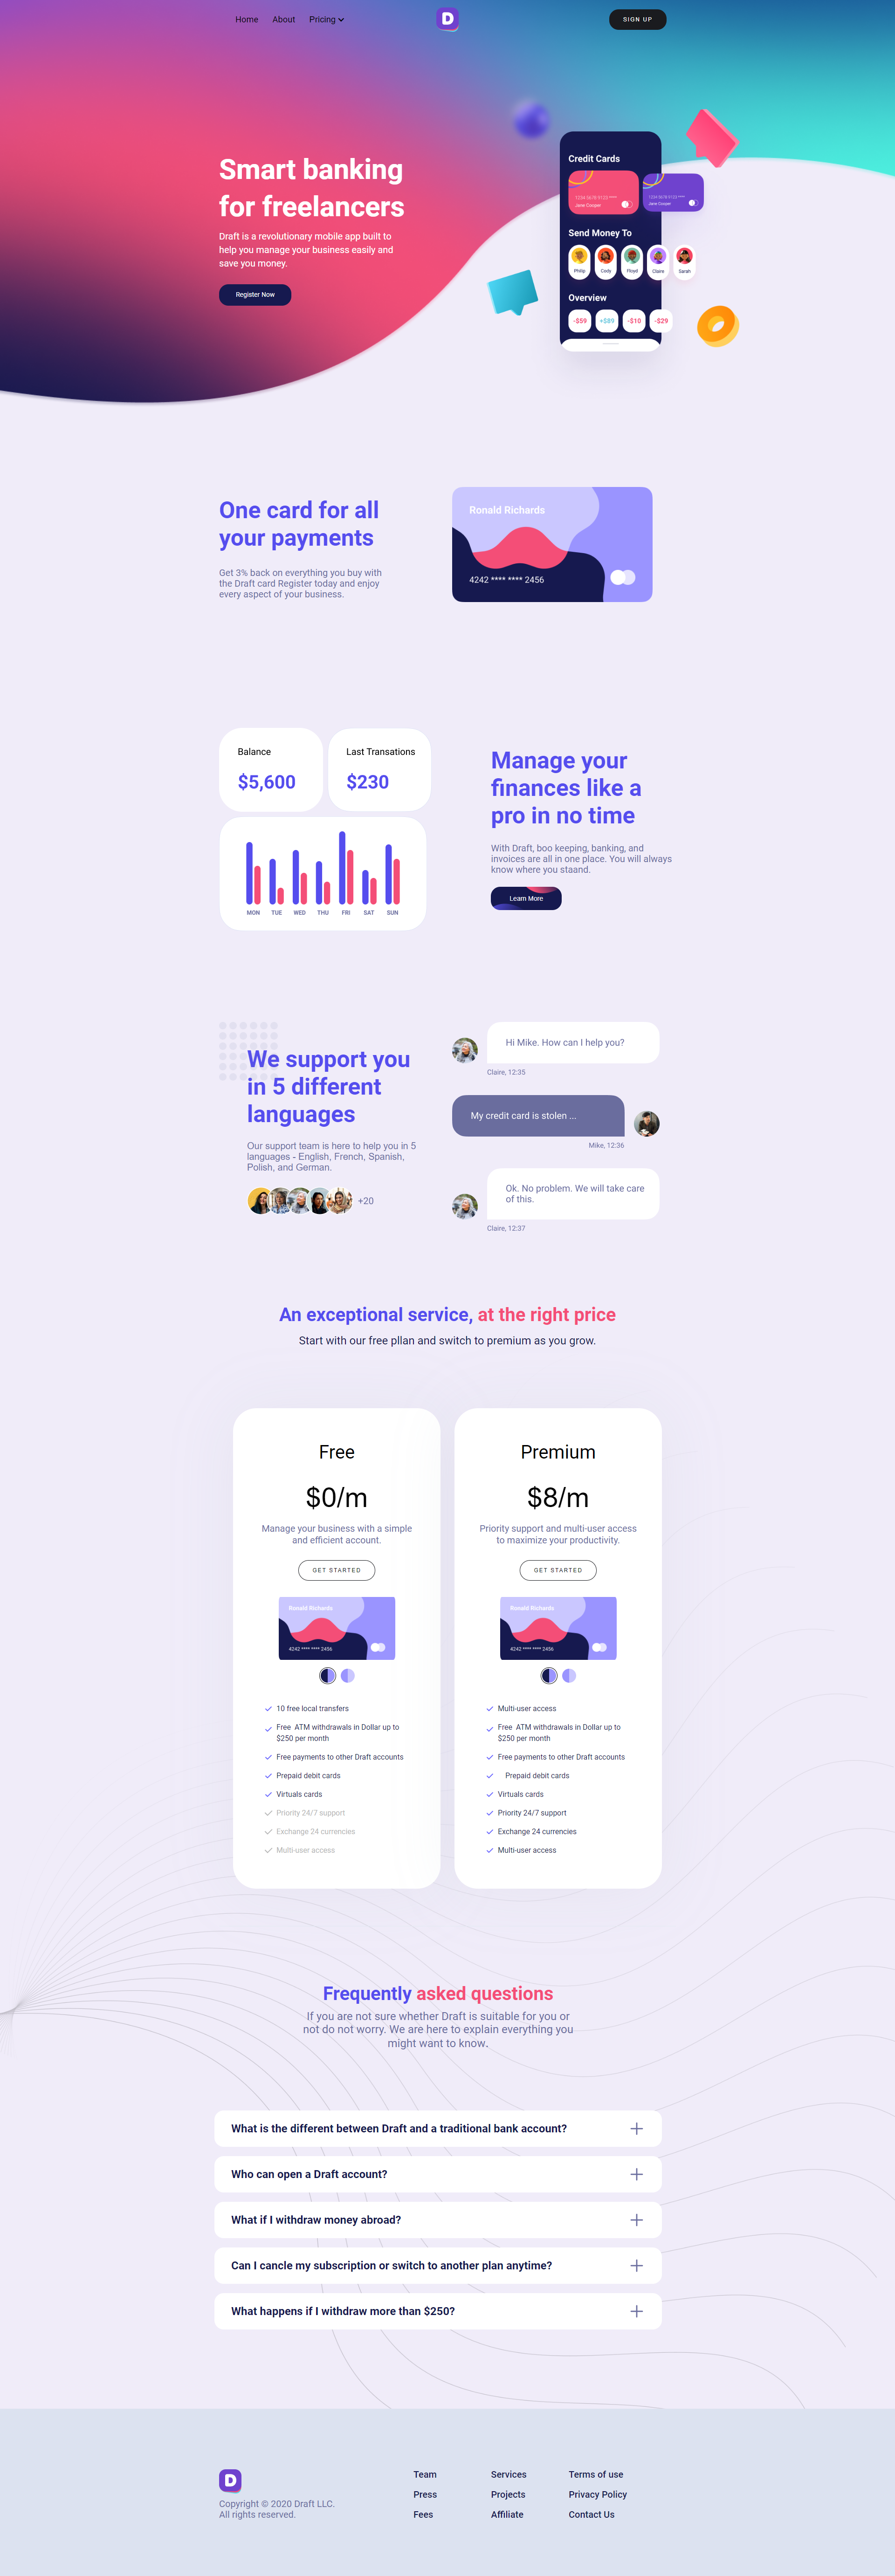 Home About Pricing
D
SIGN UP
Smart banking
for freelancers
Draft is a revolutionary mobile app built to
help you manage your business easily and
save you money.
Register Now
Credit Cards
1234 5678 9122 ****
Jane Cooper
1234 5678 9122 ****
Jane Cooper
Send Money To
Philip Cody Floyd Claire Sarah
Overview
-$59 +$89 -$10 -$29
One card for all
your payments
Get 3% back on everything you buy with
the Draft card Register today and enjoy
every aspect of your business.
Ronald Richards
4242 **** **** 2456
Balance
$5,600
Last Transations
$230
MON TUE WED THU FRI SAT SUN
Manage your
finances like a
pro in no time
With Draft, boo keeping, banking, and
invoices are all in one place. You will always
know where you staand.
Learn More
We support you
in 5 different
languages
Our support team is here to help you in 5
languages - English, French, Spanish,
Polish, and German.
+20
Hi Mike. How can I help you?
Claire, 12:35
My credit card is stolen ...
Mike, 12:36
Ok. No problem. We will take care
of this.
Claire, 12:37
An exceptional service, at the right price
Start with our free pllan and switch to premium as you grow.
Free
$0/m
Manage your business with a simple
and efficient account.
GET STARTED
Ronald Richards
4242 **** **** 2456
10 free local transfers
Free ATM withdrawals in Dollar up to
$250 per month
Free payments to other Draft accounts
Prepaid debit cards
Virtuals cards
Priority 24/7 support
Exchange 24 currencies
Multi-user access
Premium
$8/m
Priority support and multi-user access
to maximize your productivity.
GET STARTED
Ronald Richards
4242 **** **** 2456
Multi-user access
Free ATM withdrawals in Dollar up to
$250 per month
Free payments to other Draft accounts
Prepaid debit cards
Virtuals cards
Priority 24/7 support
Exchange 24 currencies
Multi-user access
Frequently asked questions
If you are not sure whether Draft is suitable for you or
not do not worry. We are here to explain everything you
might want to know.
What is the different between Draft and a traditional bank account?
Who can open a Draft account?
What if I withdraw money abroad?
Can I cancle my subscription or switch to another plan anytime?
What happens if I withdraw more than $250?
D
Copyright © 2020 Draft LLC.
All rights reserved.
Team
Press
Fees
Services
Projects
Affiliate
Terms of use
Privacy Policy
Contact Us